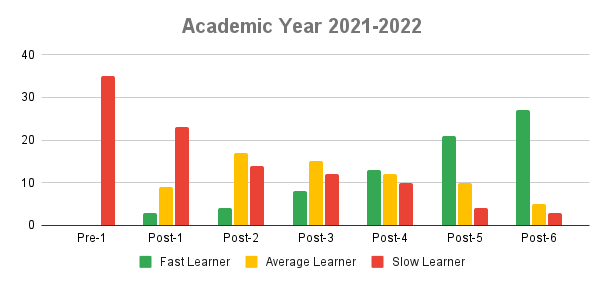 Academic Year 2021-2022
40
30
20
10
0
Pre-1 Post-1 Post-2 Post-3 Post-4 Post-5 Post-6
Fast Learner Average Learner Slow Learner